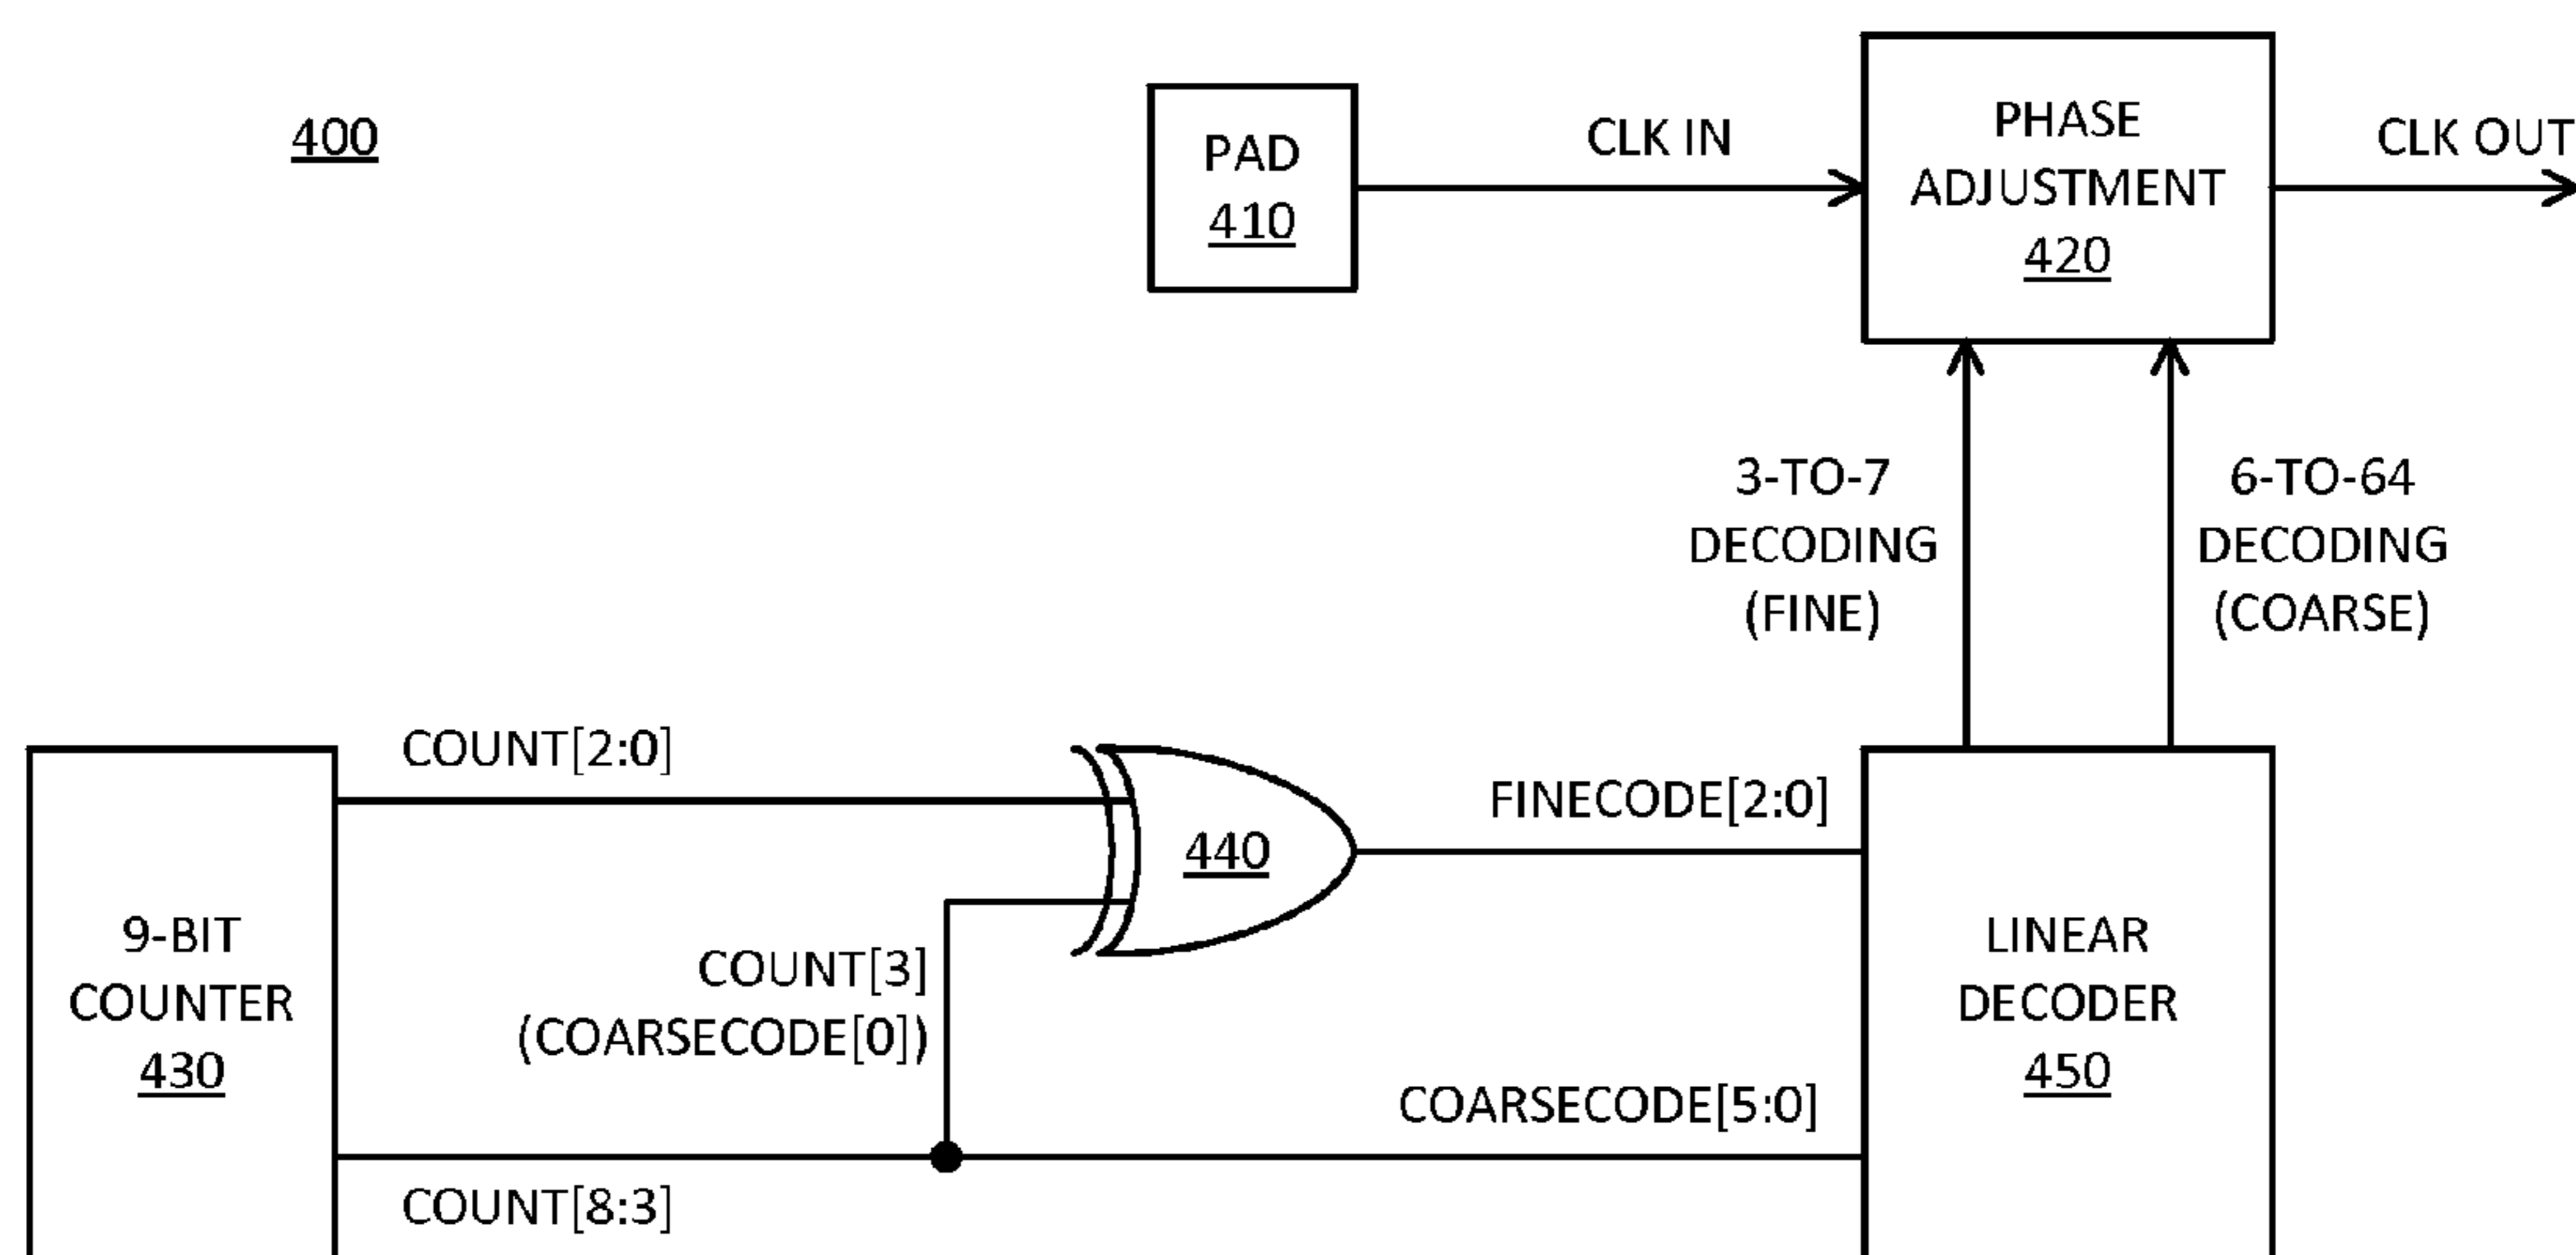 400
PAD
410
CLK IN
PHASE
ADJUSTMENT
420
CLK OUT
3-TO-7
DECODING
(FINE)
6-TO-64
DECODING
(COARSE)
COUNT[2:0]
440
FINECODE[2:0]
9-BIT
COUNTER
430
COUNT[3]
(COARSECODE[0])
LINEAR
DECODER
450
COARSECODE[5:0]
COUNT[8:3]